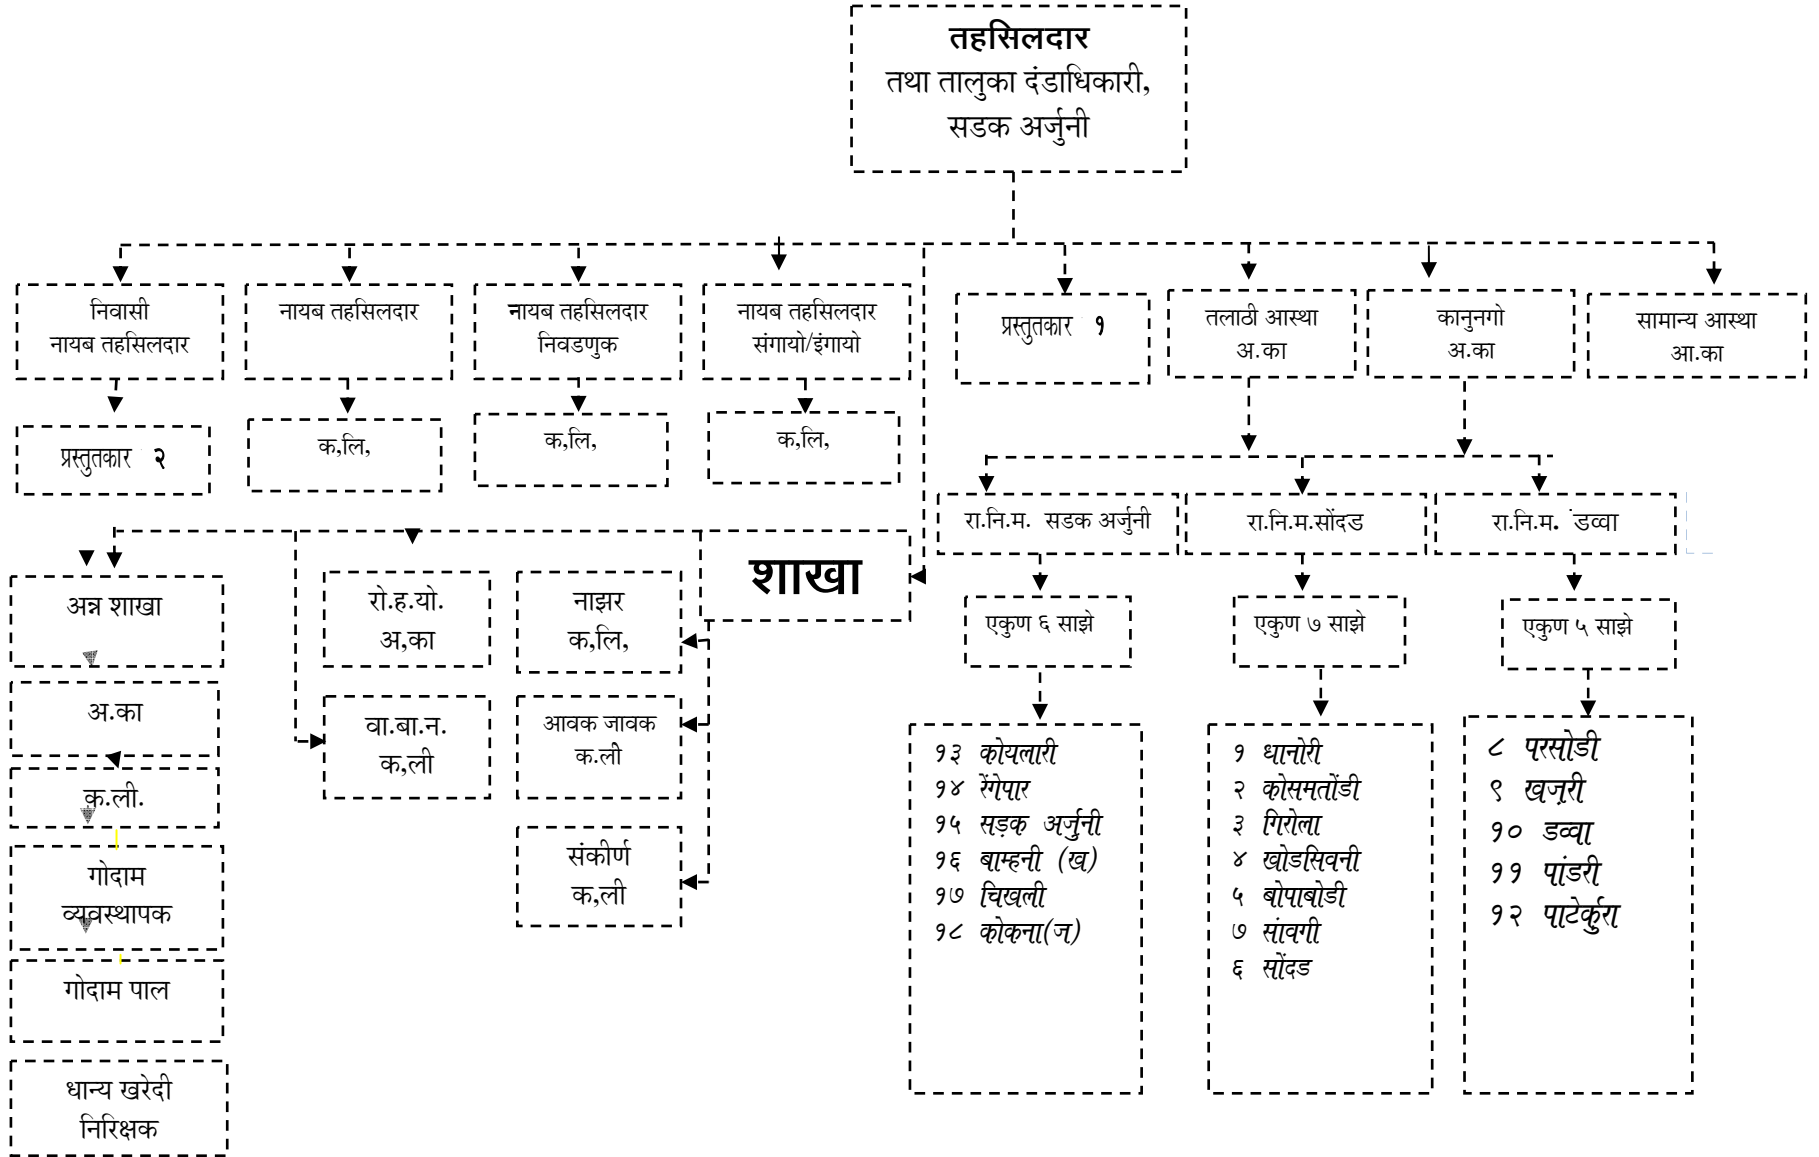 तहसिलदार
तथा तालुका दंडाधिकारी,
सडक अर्जुनी
निवासी
नायब तहसिलदार
नायब तहसिलदार
नायब तहसिलदार
निवडणुक
नायब तहसिलदार
संगायो/इंगायो
प्रस्तुतकार १
तलाठी आस्था
अ.का
कानुनगो
अ.का
सामान्य आस्था
आ.का
प्रस्तुतकार २
क,लि,
क,लि,
क,लि,
रा.नि.म. सडक अर्जुनी
रा.नि.म.सोंदड
रा.नि.म. डव्वा
शाखा
अन्न शाखा
रो.ह.यो.
अ,का
नाझर
क,लि,
एकुण ६ साझे
एकुण ७ साझे
एकुण ५ साझे
अ.का
वा.बा.न.
क,ली
आवक जावक
क.ली
क.ली.
संकीर्ण
क,ली
गोदाम
व्यवस्थापक
गोदाम पाल
धान्य खरेदी
निरिक्षक
१३ कोयलारी
१४ रेंगेपार
१५ सड़क अर्जुनी
१६ बाम्हनी (ख)
१७ चिखली
१८ कोकना(ज)
१ धानोरी
२ कोसमतोंडी
३ गिरोला
४ खोडसिवनी
५ बोपाबोडी
७ सांवगी
६ सोंदड
८ परसोडी
९ खज़री
१० डव्वा
११ पांडरी
१२ पाटेर्कुरा